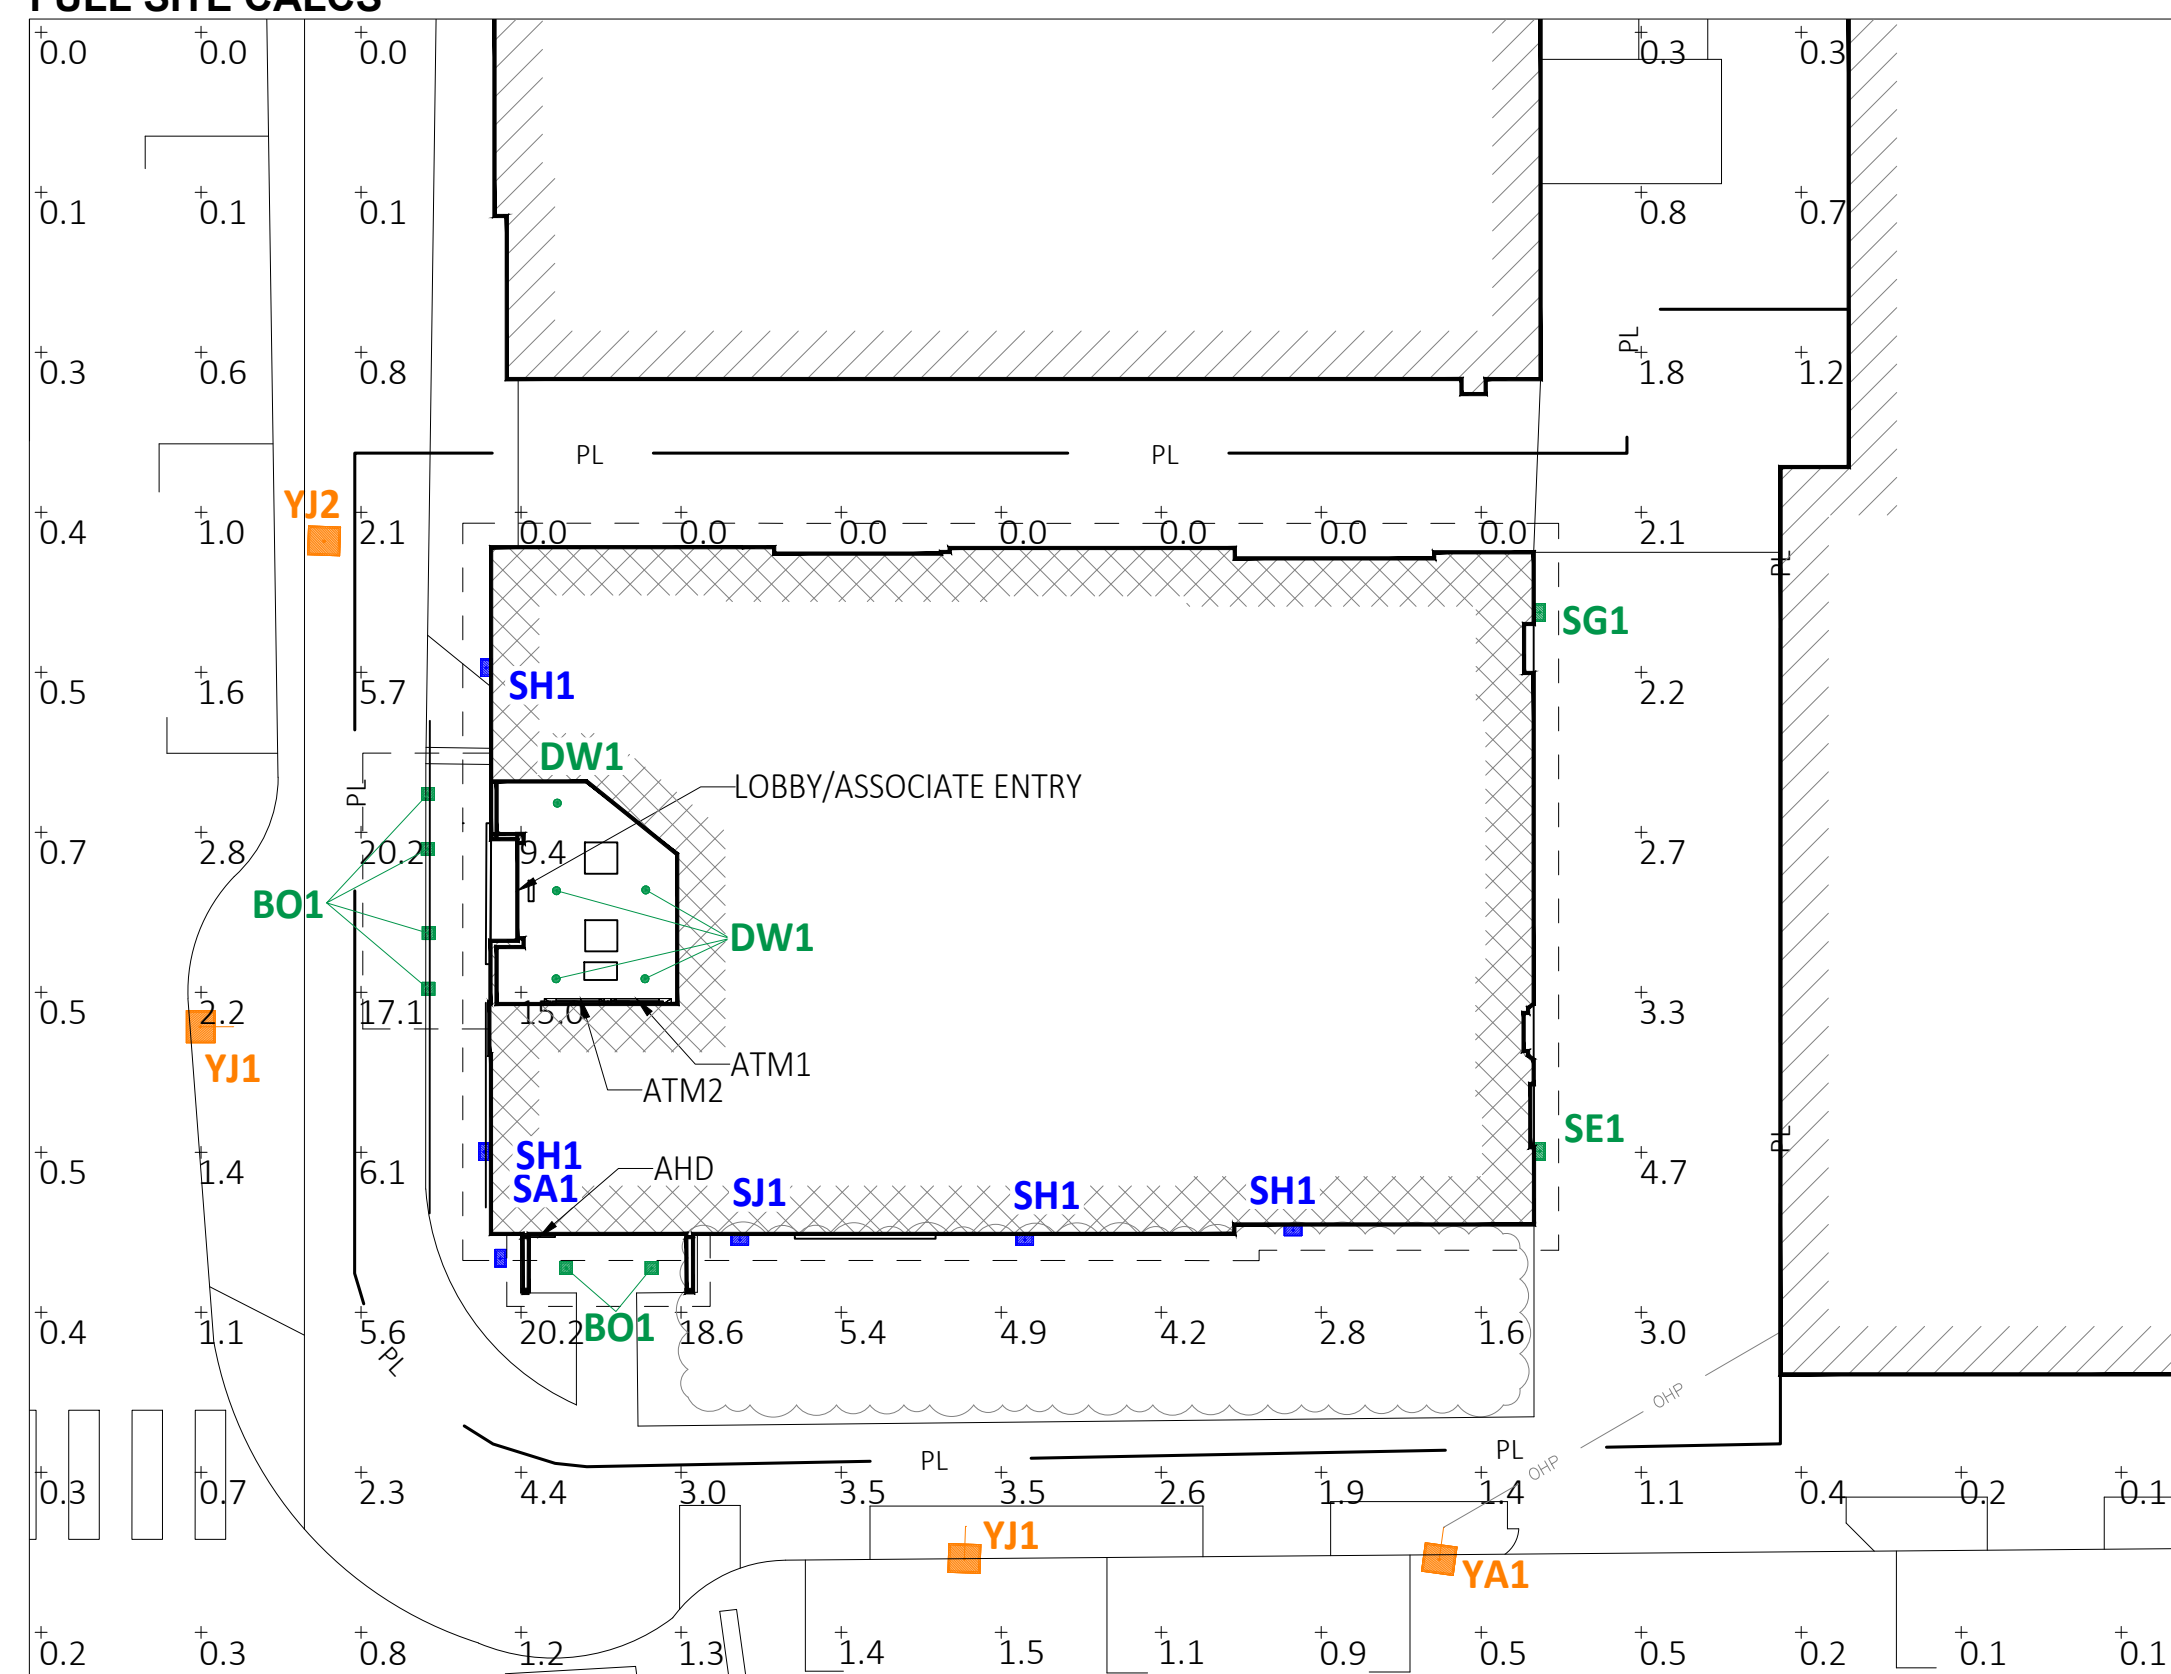 FULL SITE CALCS
0.0 0.0 0.0 0.3 0.3
0.1 0.1 0.1 0.8 0.7
PL
0.3 0.6 0.8 1.8 1.2
PL PL
YJ2
0.4 1.0 2.1 0.0 0.0 0.0 0.0 0.0 0.0 0.0 2.1
PL
SG1
0.5 1.6 5.7 SH1 2.2
DW1
PL LOBBY/ASSOCIATE ENTRY
0.7 2.8 20.2 9.4 2.7
BO1
DW1
0.5 2.2 17.1 15.0 3.3
YJ1 ATM1
ATM2
SE1
PL
0.5 1.4 6.1 SH1 AHD 4.7
SA1 SJ1 SH1 SH1
0.4 1.1 5.6 20.2 BO1 18.6 5.4 4.9 4.2 2.8 1.6 3.0
PL
OHP
PL PL
OHP
0.3 0.7 2.3 4.4 3.0 3.5 3.5 2.6 1.9 1.4 1.1 0.4 0.2 0.1
YJ1
YA1
0.2 0.3 0.8 1.2 1.3 1.4 1.5 1.1 0.9 0.5 0.5 0.2 0.1 0.1